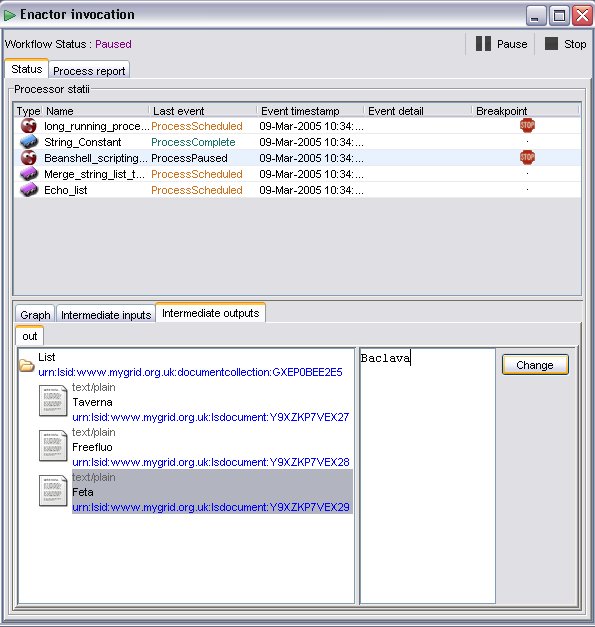 Enactor invocation
Workflow Status : Paused
Pause
Stop
Status
Process report
Processor statii
Type Name Last event Event timestamp Event detail Breakpoint
long_running_proce... ProcessScheduled 09-Mar-2005 10:34:... STOP
String_Constant ProcessComplete 09-Mar-2005 10:34:...
Beanshell_scripting... ProcessPaused 09-Mar-2005 10:34:... STOP
Merge_string_list_t... ProcessScheduled 09-Mar-2005 10:34:...
Echo_list ProcessScheduled 09-Mar-2005 10:34:...
Graph
Intermediate inputs
Intermediate outputs
out
List
urn:lsid:www.mygrid.org.uk:documentcollection:GXEP0BEE2E5
text/plain
Taverna
urn:lsid:www.mygrid.org.uk:lsdocument:Y9XZKP7VEX27
text/plain
Freefluo
urn:lsid:www.mygrid.org.uk:lsdocument:Y9XZKP7VEX28
text/plain
Feta
urn:lsid:www.mygrid.org.uk:lsdocument:Y9XZKP7VEX29
Baclava
Change